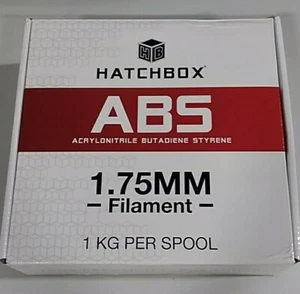 HB
HATCHBOX®
ABS
ACRYLONITRILE BUTADIENE STYRENE
1.75MM
Filament
1 KG PER SPOOL